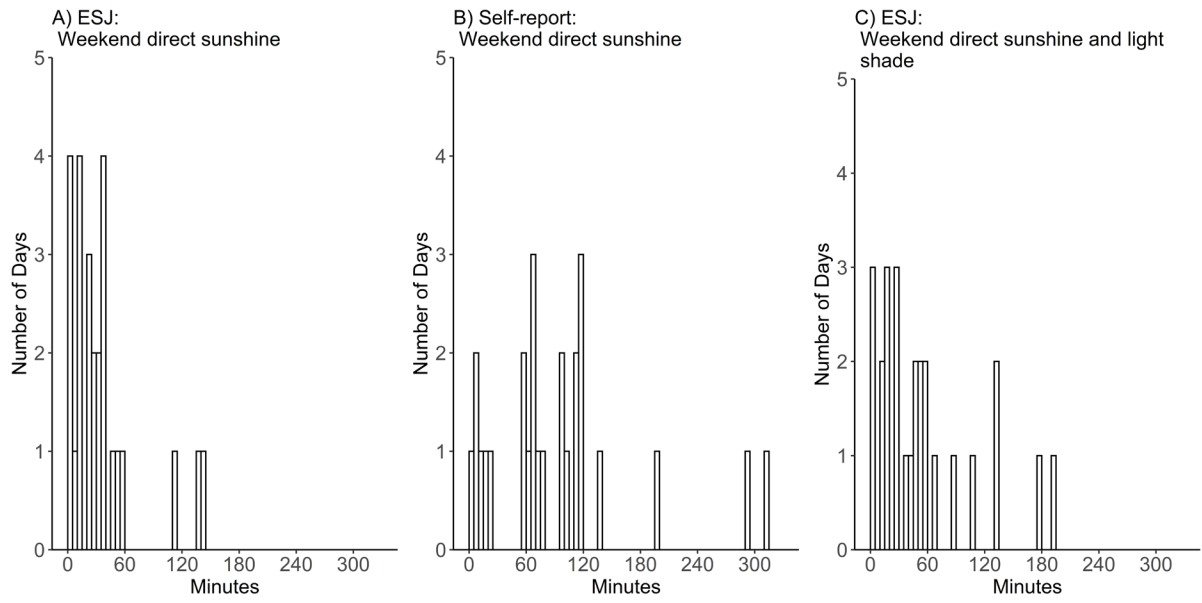 A) ESJ:
Weekend direct sunshine
5
4
3
2
1
0
Number of Days
0 60 120 180 240 300
Minutes
B) Self-report:
Weekend direct sunshine
5
4
3
2
1
0
Number of Days
0 60 120 180 240 300
Minutes
C) ESJ:
Weekend direct sunshine and light
shade
5
4
3
2
1
0
Number of Days
0 60 120 180 240 300
Minutes